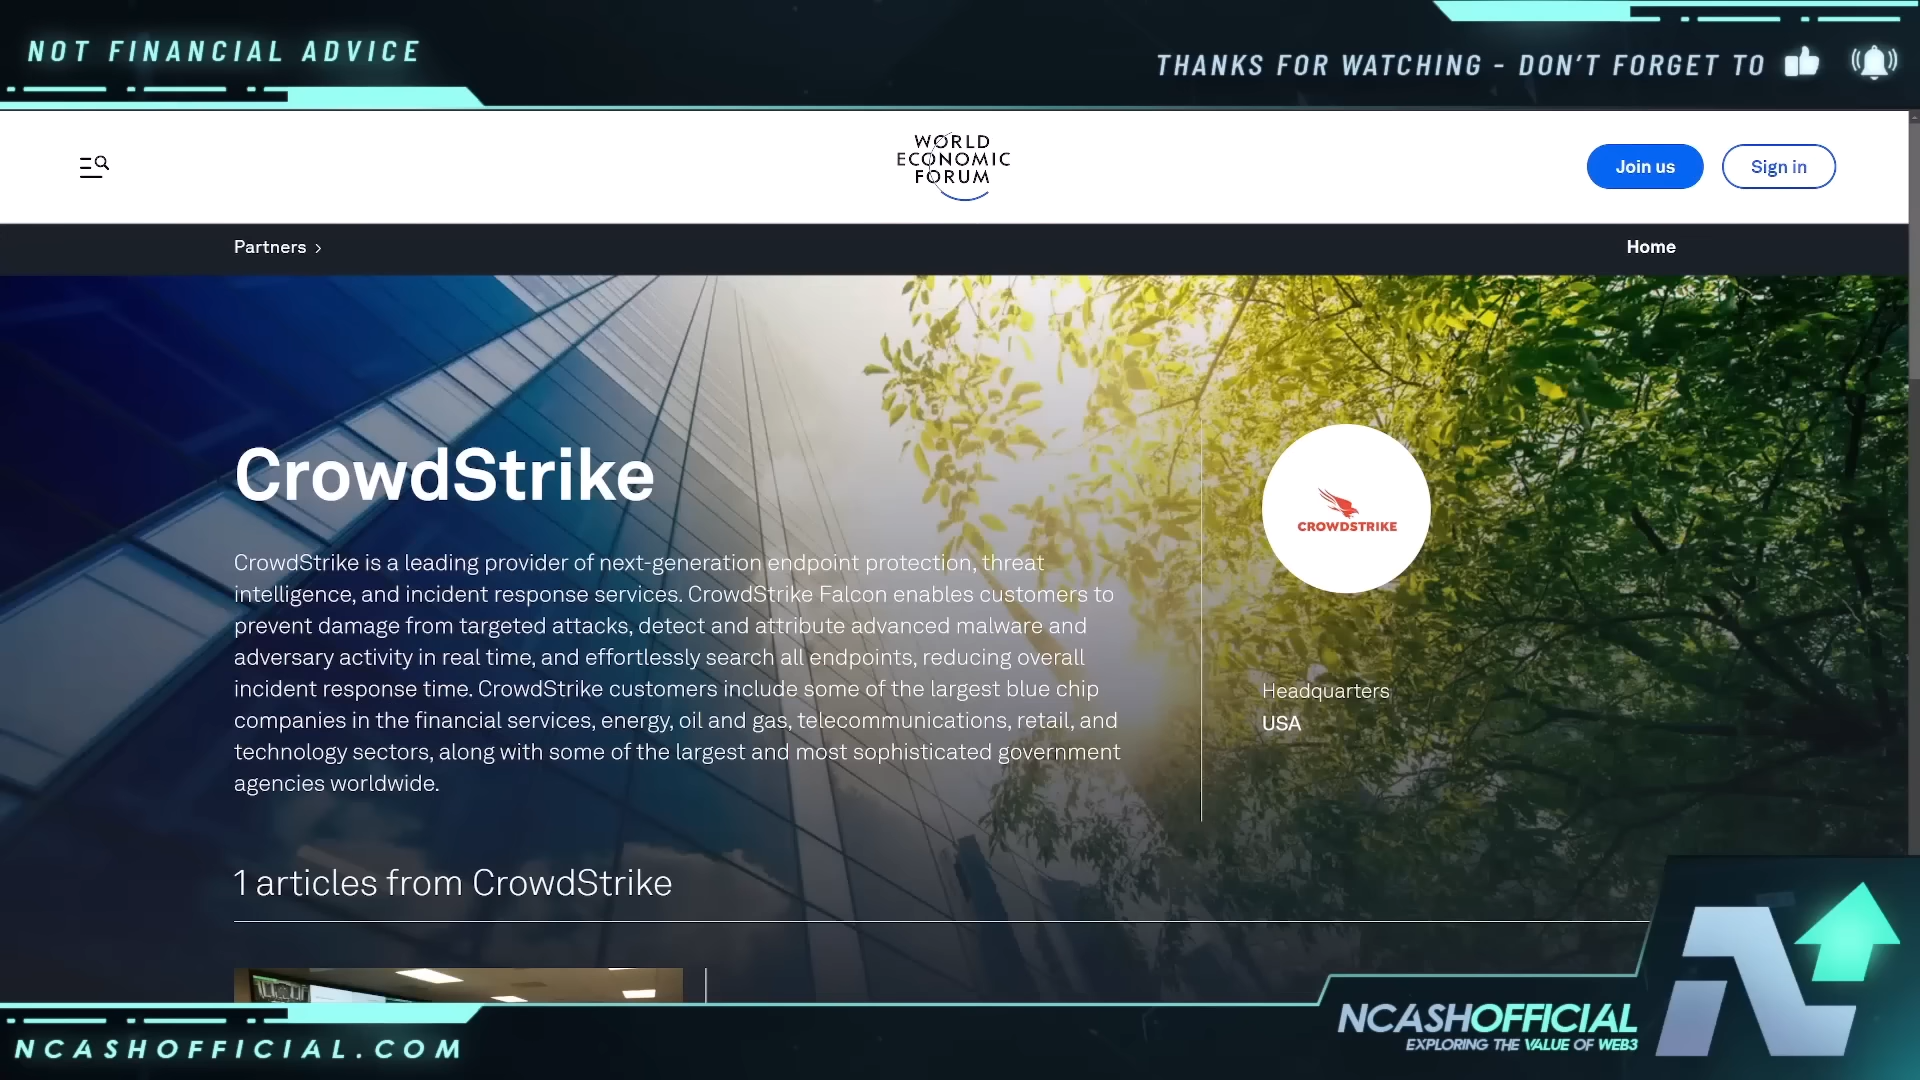 NOT FINANCIAL ADVICE
THANKS FOR WATCHING - DON'T FORGET TO
WORLD
ECONOMIC
FORUM
Join us
Sign in
Partners
Home
CrowdStrike
CrowdStrike is a leading provider of next-generation endpoint protection, threat
intelligence, and incident response services. CrowdStrike Falcon enables customers to
prevent damage from targeted attacks, detect and attribute advanced malware and
adversary activity in real time, and effortlessly search all endpoints, reducing overall
incident response time. CrowdStrike customers include some of the largest blue chip
companies in the financial services, energy, oil and gas, telecommunications, retail, and
technology sectors, along with some of the largest and most sophisticated government
agencies worldwide.
CROWDSTRIKE
Headquarters
USA
1 articles from CrowdStrike
NCASHOFFICIAL
EXPLORING THE VALUE OF WEB3
NCASHOFFICIAL.COM